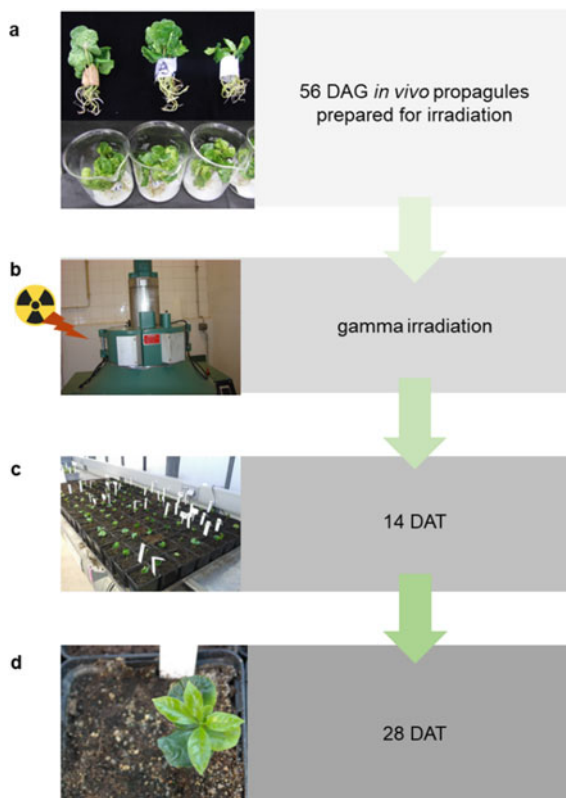 a
56 DAG in vivo propagules
prepared for irradiation
b
gamma irradiation
c
14 DAT
d
28 DAT